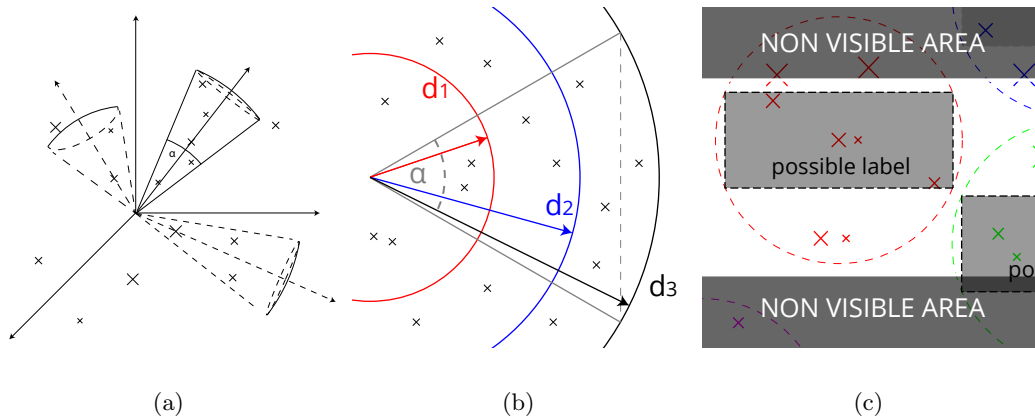 α
(a)
d1
α
d2
d3
(b)
NON VISIBLE AREA
possible label
po
NON VISIBLE AREA
(c)